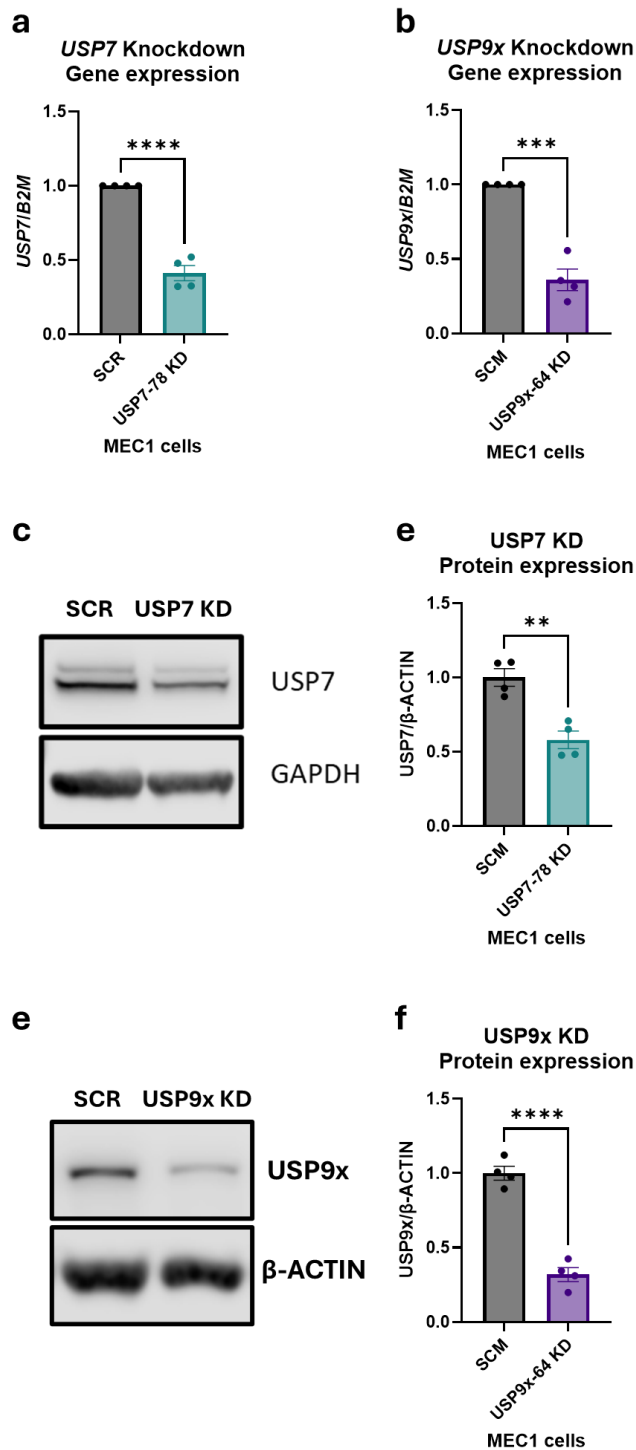 a
USP7 Knockdown
Gene expression
USP7/B2M
1.5
1.0
0.5
0.0
****
SCR
USP7-78 KD
MEC1 cells
b
USP9x Knockdown
Gene expression
USP9x/B2M
1.5
1.0
0.5
0.0
***
SCM
USP9x-64 KD
MEC1 cells
c
SCR USP7 KD
USP7
GAPDH
e
USP7 KD
Protein expression
USP7/β-ACTIN
1.5
1.0
0.5
0.0
**
SCM
USP7-78 KD
MEC1 cells
e
SCR USP9x KD
USP9x
β-ACTIN
f
USP9x KD
Protein expression
USP9x/β-ACTIN
1.5
1.0
0.5
0.0
****
SCM
USP9x-64 KD
MEC1 cells